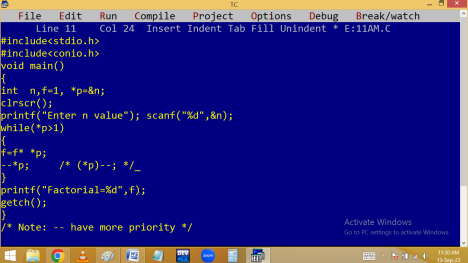 TC
File Edit Run Compile Project Options Debug Break/watch
Line 11 Col 24 Insert Indent Tab Fill Unindent * E:11AM.C
#include<stdio.h>
#include<conio.h>
void main()
{
int n,f=1, *p=&n;
clrscr();
printf("Enter n value"); scanf("%d",&n);
while(*p>1)
{
f=f* *p;
--*p; /* (*p)--; */_
}
printf("Factorial=%d",f);
getch();
}
/* Note: -- have more priority */
Activate Windows
Go to PC settings to activate Windows.
DEV
zoom
11:30 AM
13-Sep-23